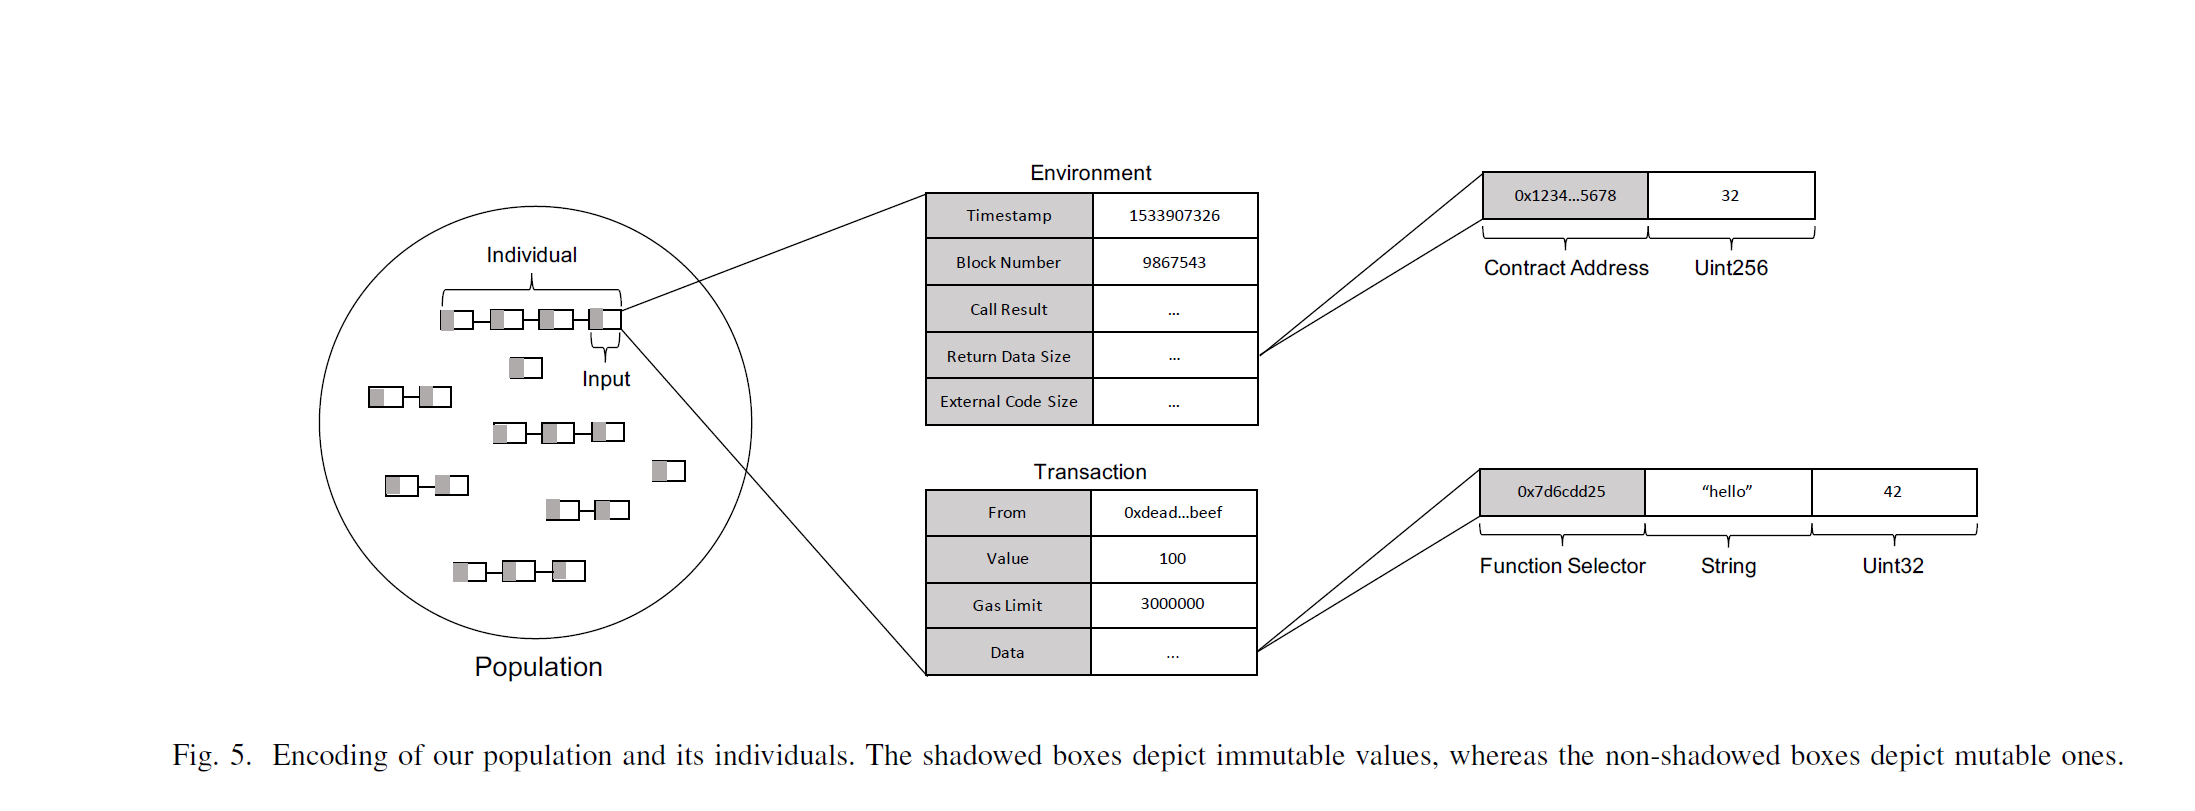 Individual
Input
Population
Environment
Timestamp 1533907326
Block Number 9867543
Call Result ...
Return Data Size ...
External Code Size ...
Transaction
From 0xdead...beef
Value 100
Gas Limit 3000000
Data ...
0x1234...5678 32
Contract Address Uint256
0x7d6cdd25 “hello” 42
Function Selector String Uint32
Fig. 5. Encoding of our population and its individuals. The shadowed boxes depict immutable values, whereas the non-shadowed boxes depict mutable ones.